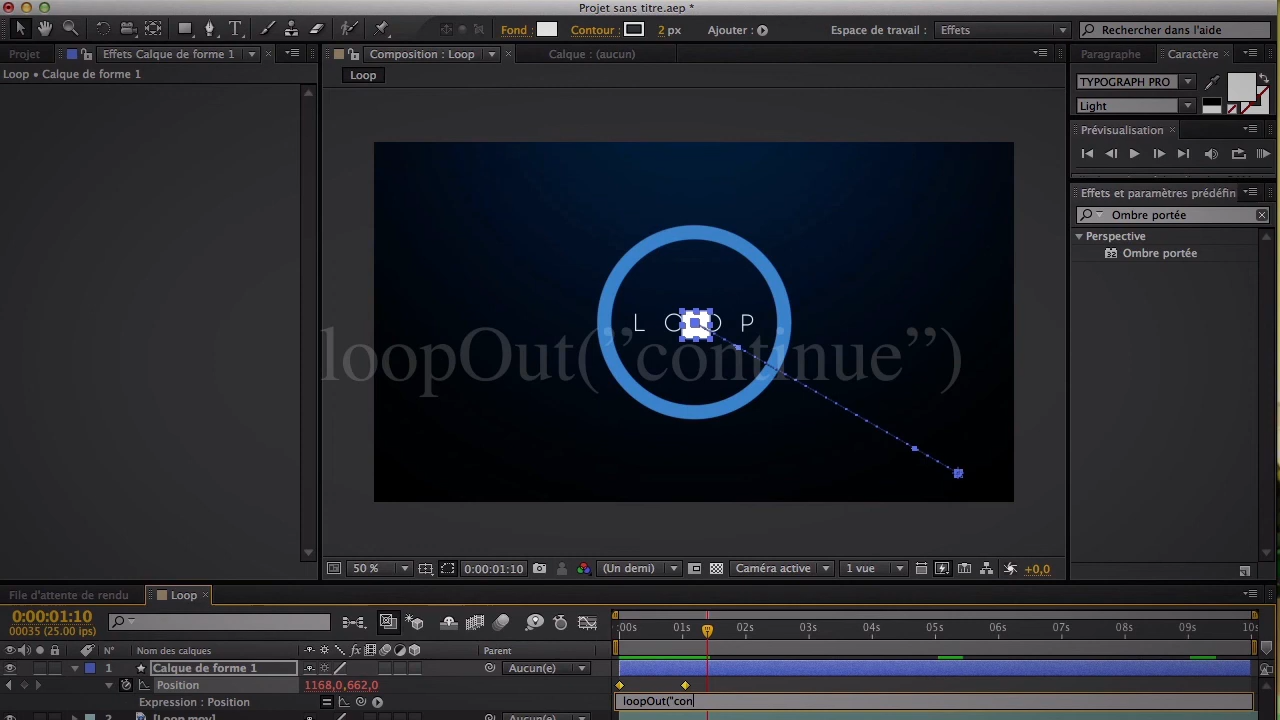 Projet sans titre.aep *
Fond : Contour : 2 px Ajouter : Espace de travail : Effets Rechercher dans l'aide
Projet Effets Calque de forme 1 Composition : Loop Calque : (aucun) Paragraphe Caractère
Loop • Calque de forme 1 Loop
TYPOGRAPH PRO
Light
Prévisualisation
Effets et paramètres prédéfin
Ombre portée
Perspective
Ombre portée
L O O P
loopOut(”continue”)
50 % 0:00:01:10 (Un demi) Caméra active 1 vue +0,0
File d'attente de rendu Loop
0:00:01:10
00035 (25.00 ips)
:00s 01s 02s 03s 04s 05s 06s 07s 08s 09s 10s
N° Nom des calques Parent
1 Calque de forme 1 Aucun(e)
Position 1168,0,662,0
Expression : Position loopOut("con
2 [Loop.mov] Aucun(e)